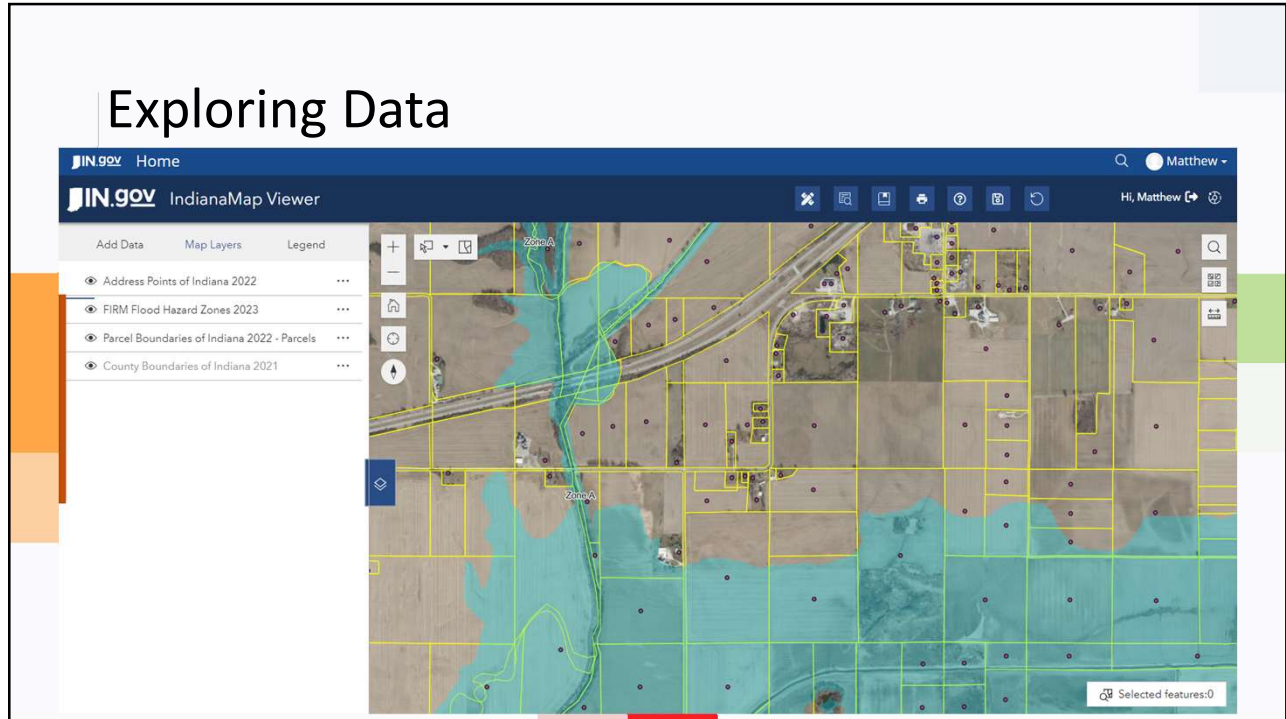 Exploring Data
IN.gov Home
Matthew
IN.gov IndianaMap Viewer
Hi, Matthew
Add Data Map Layers Legend
Address Points of Indiana 2022
FIRM Flood Hazard Zones 2023
Parcel Boundaries of Indiana 2022 - Parcels
County Boundaries of Indiana 2021
Zone A
Zone A
Selected features:0